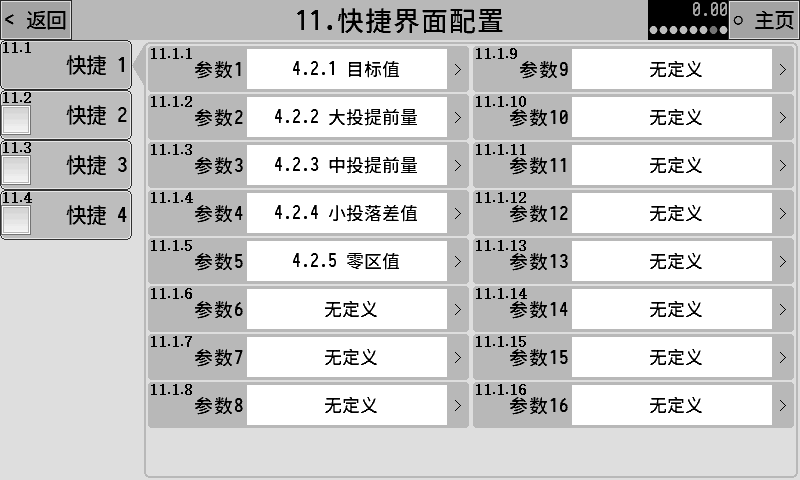 < 返回
11.快捷界面配置
0.00
主页
11.1
快捷 1
11.2
快捷 2
11.3
快捷 3
11.4
快捷 4
11.1.1
参数1
4.2.1 目标值
11.1.2
参数2
4.2.2 大投提前量
11.1.3
参数3
4.2.3 中投提前量
11.1.4
参数4
4.2.4 小投落差值
11.1.5
参数5
4.2.5 零区值
11.1.6
参数6
无定义
11.1.7
参数7
无定义
11.1.8
参数8
无定义
11.1.9
参数9
无定义
11.1.10
参数10
无定义
11.1.11
参数11
无定义
11.1.12
参数12
无定义
11.1.13
参数13
无定义
11.1.14
参数14
无定义
11.1.15
参数15
无定义
11.1.16
参数16
无定义